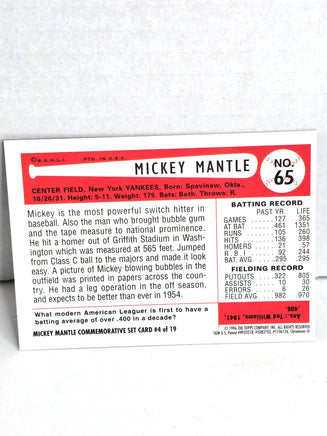 ©B.G.H.L.I. PTD. IN U.S.A.
MICKEY MANTLE
NO. 65
CENTER FIELD, New York YANKEES, Born: Spavinaw, Okla.,
10/20/31. Height: 5-11. Weight: 175. Bats: Both. Throws: R.
Mickey is the most powerful switch hitter in
baseball. Also the man who brought bubble gum
and the tape measure to national prominence.
He hit a homer out of Griffith Stadium in Wash-
ington which measured at 565 feet. Jumped
from Class C ball to the majors and made it look
easy. A picture of Mickey blowing bubbles in the
outfield was printed in practically every paper in
the country. He had a leg operation in the off season,
and expects to be better than ever in 1954.
BATTING RECORD
PAST YR. LIFE
GAMES 127 365
AT BAT 461 1351
RUNS 105 260
HITS 136 398
HOMERS 21 57
R. B. I. 92 244
BAT. AVG. .295 .295
FIELDING RECORD
PUTOUTS 322 805
ASSISTS 10 30
ERRORS 6 26
FIELD AVG. .982 .970
What modern American Leaguer is first to have a
batting average of over .400 in a decade?
Ans.: Ted Williams, 1941,
.406.
MICKEY MANTLE COMMEMORATIVE SET CARD #4 of 19
© 1996 THE TOPPS COMPANY, INC. ALL RIGHTS RESERVED